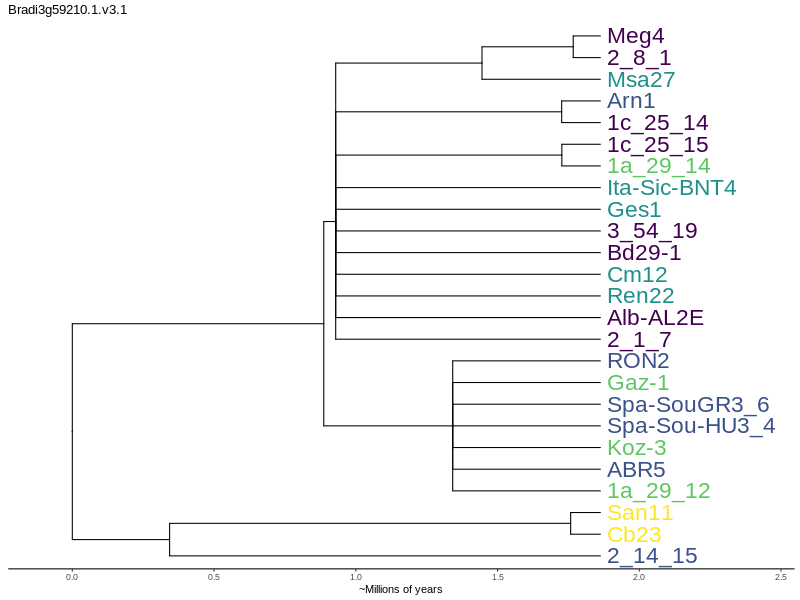 Bradi3g59210.1.v3.1
Meg4
2_8_1
Msa27
Arn1
1c_25_14
1c_25_15
1a_29_14
Ita-Sic-BNT4
Ges1
3_54_19
Bd29-1
Cm12
Ren22
Alb-AL2E
2_1_7
RON2
Gaz-1
Spa-SouGR3_6
Spa-Sou-HU3_4
Koz-3
ABR5
1a_29_12
San11
Cb23
2_14_15
0.0 0.5 1.0 1.5 2.0 2.5
~Millions of years